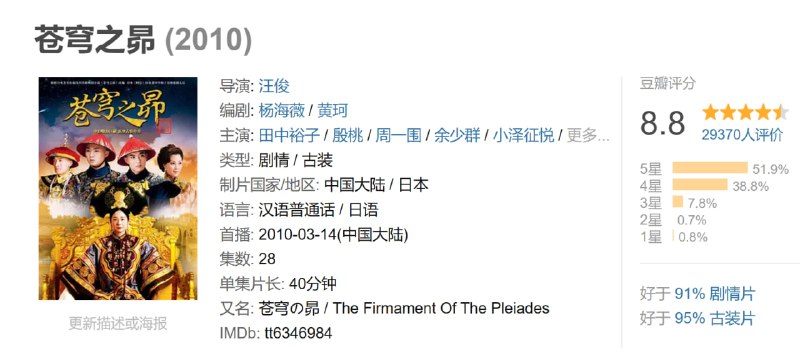 苍穹之昴 (2010)
苍穹之昴
导演: 汪俊
编剧: 杨海薇 / 黄珂
主演: 田中裕子 / 殷桃 / 周一围 / 余少群 / 小泽征悦 / 更多...
类型: 剧情 / 古装
制片国家/地区: 中国大陆 / 日本
语言: 汉语普通话 / 日语
首播: 2010-03-14(中国大陆)
集数: 28
单集片长: 40分钟
又名: 苍穹の昴 / The Firmament Of The Pleiades
IMDb: tt6346984
更新描述或海报
豆瓣评分
8.8
29370人评价
5星 51.9%
4星 38.8%
3星 7.8%
2星 0.7%
1星 0.8%
好于 91% 剧情片
好于 95% 古装片